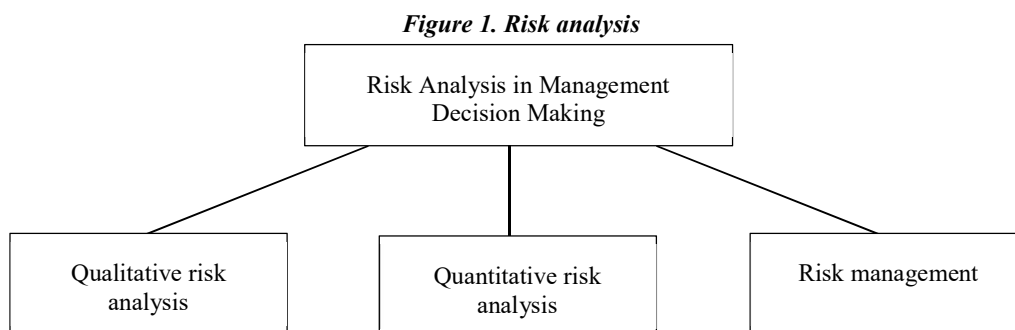 Figure 1. Risk analysis
Risk Analysis in Management
Decision Making
Qualitative risk
analysis
Quantitative risk
analysis
Risk management